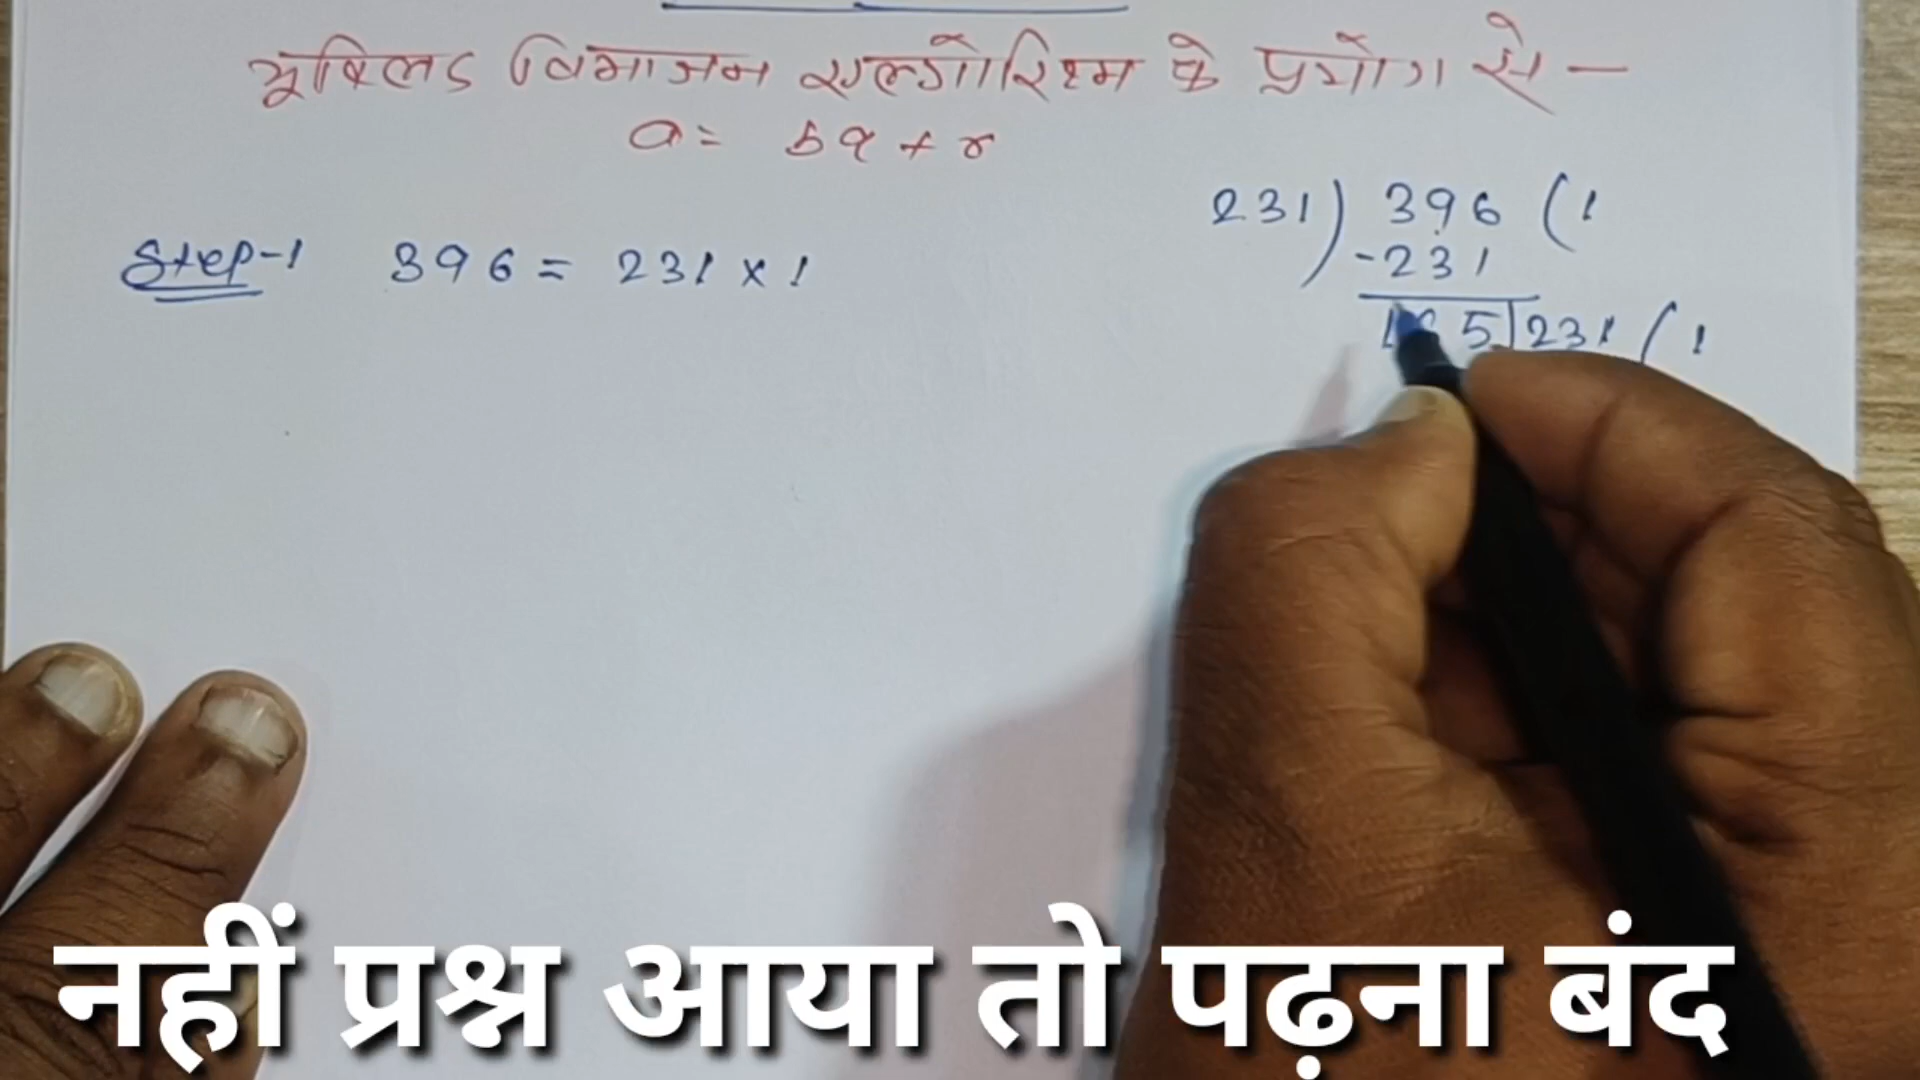 यूक्लिड विभाजन एल्गोरिथ्म के प्रयोग से —
a = bq + r
231) 396 (1
-231
Step-1 396 = 231 × 1
5 231 ( 1
नहीं प्रश्न आया तो पढ़ना बंद